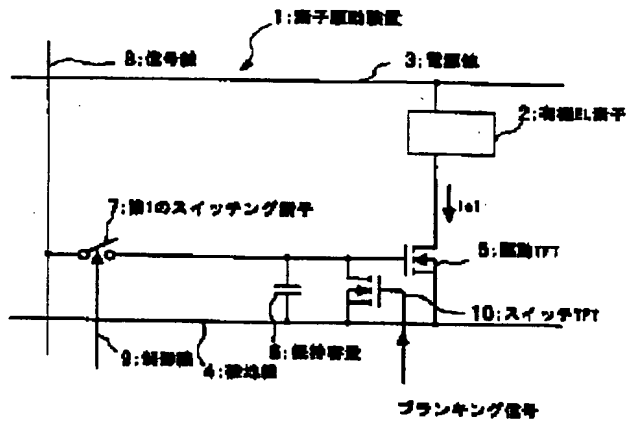 1;素子駆動装置
8;信号線
3;電源線
2;有機EL素子
7;第1のスイッチング素子
Iel
5;駆動TFT
10;スイッチTFT
9;制御線
4;接地線
6;保持容量
ブランキング信号